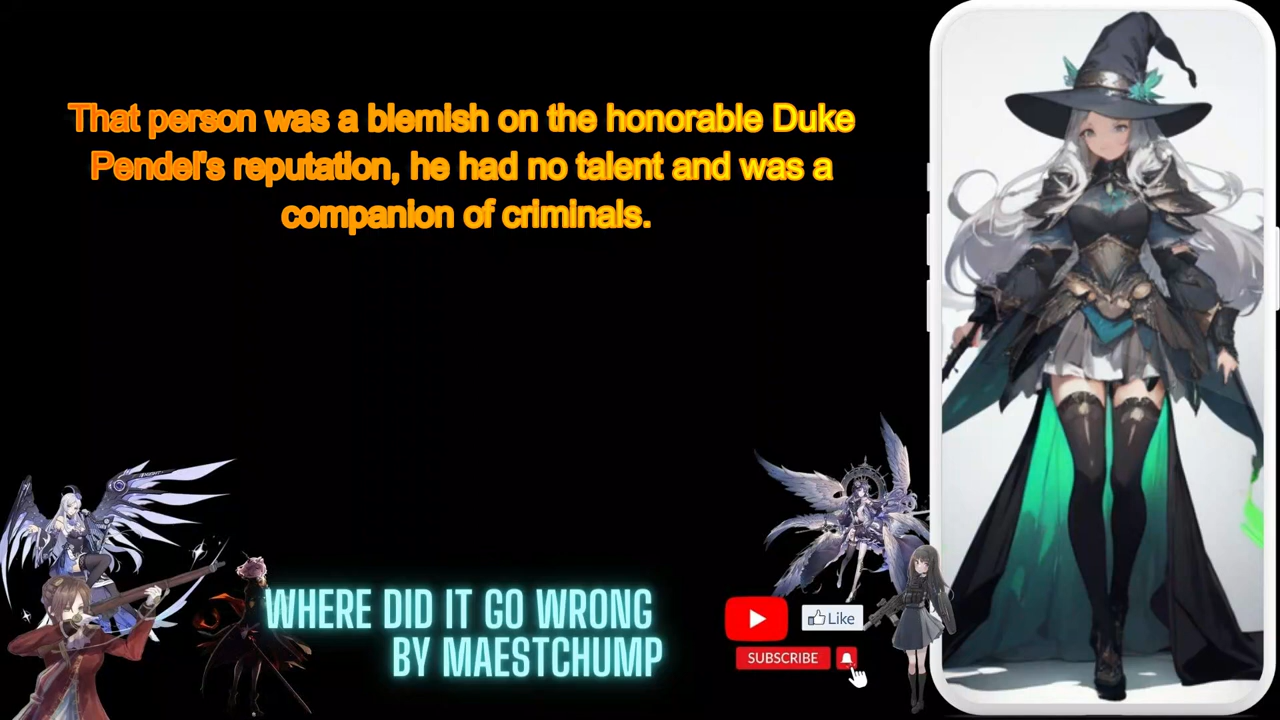 That person was a blemish on the honorable Duke
Pendel's reputation, he had no talent and was a
companion of criminals.
WHERE DID IT GO WRONG
BY MAESTCHUMP
Like
SUBSCRIBE